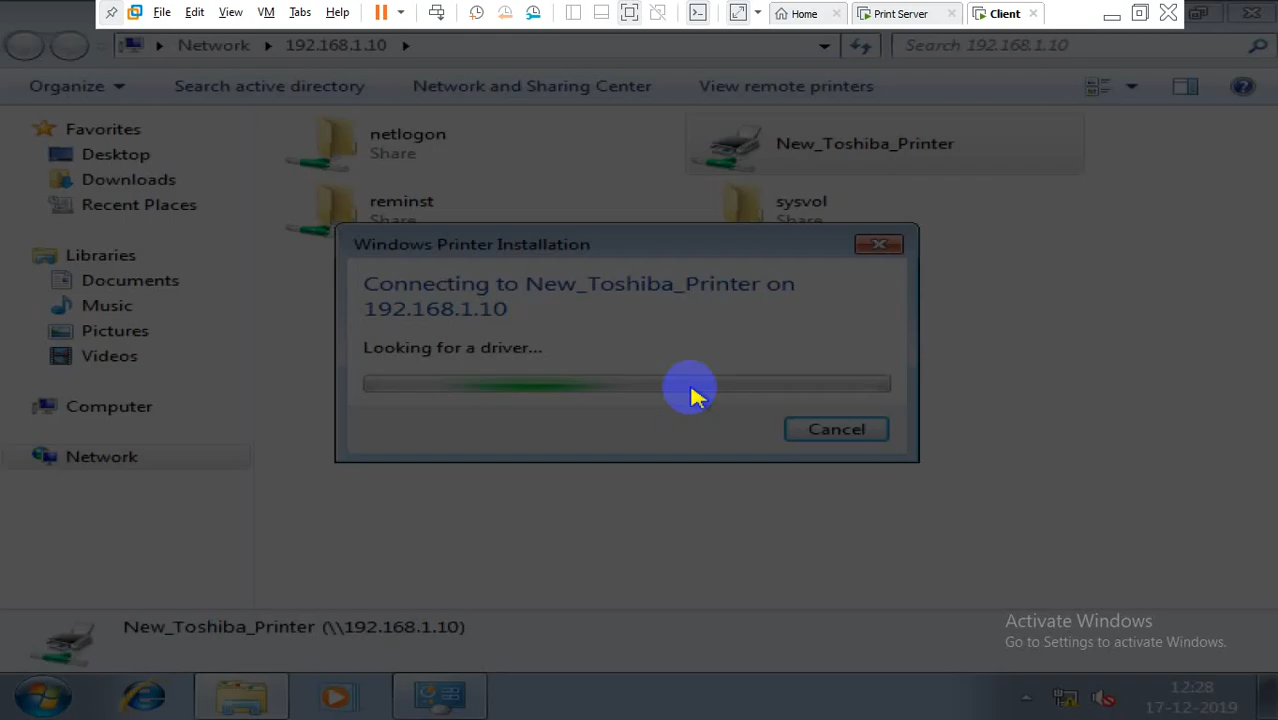 File Edit View VM Tabs Help Home Print Server Client
Network 192.168.1.10 Search 192.168.1.10
Organize Search active directory Network and Sharing Center View remote printers
Favorites
Desktop
Downloads
Recent Places
Libraries
Documents
Music
Pictures
Videos
Computer
Network
netlogon
Share
New_Toshiba_Printer
reminst
Share
sysvol
Share
Windows Printer Installation
Connecting to New_Toshiba_Printer on
192.168.1.10
Looking for a driver...
Cancel
New_Toshiba_Printer (\\192.168.1.10)
Activate Windows
Go to Settings to activate Windows.
12:28
17-12-2019